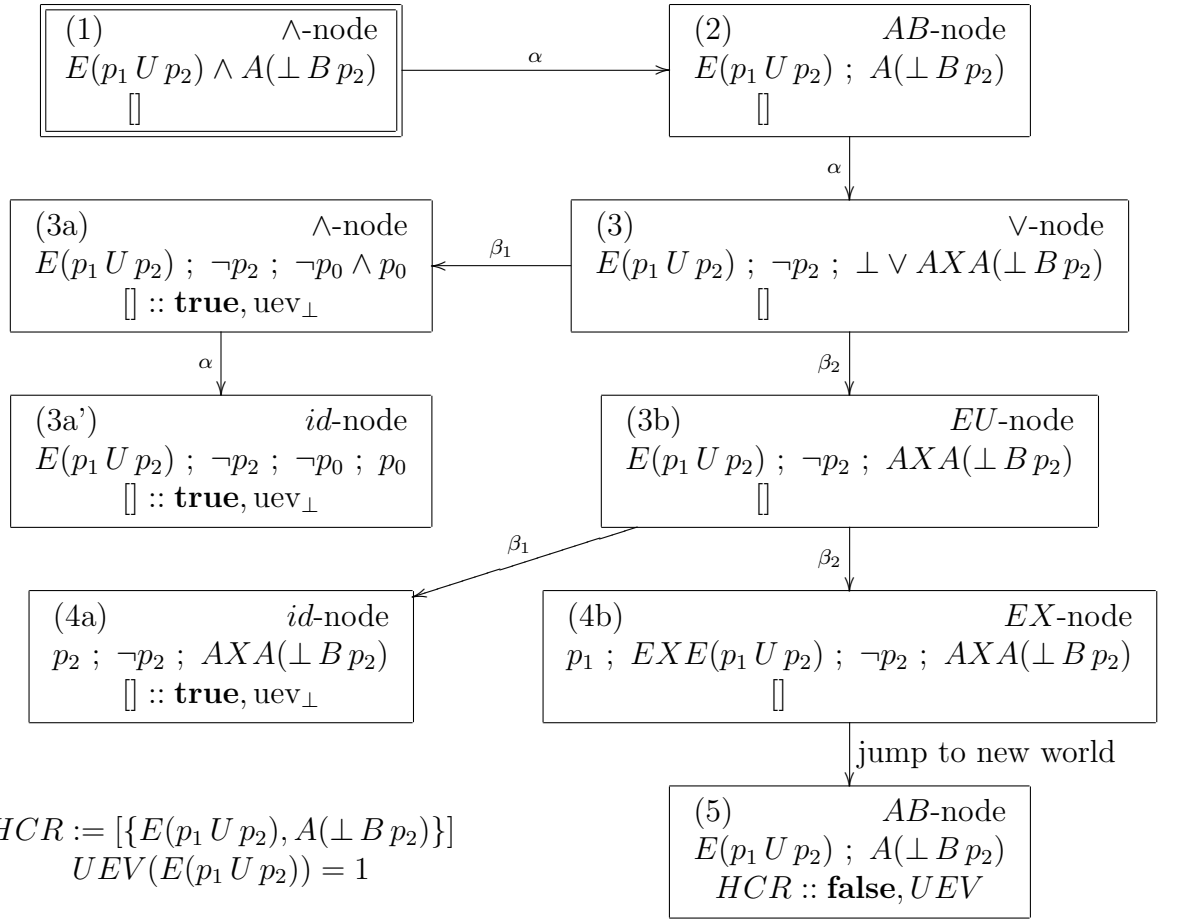 (1) ∧-node
E(p₁ U p₂) ∧ A(⊥ B p₂)
[]
α
(2) AB-node
E(p₁ U p₂) ; A(⊥ B p₂)
[]
α
(3a) ∧-node
E(p₁ U p₂) ; ¬p₂ ; ¬p₀ ∧ p₀
[] :: true, uev⊥
β₁
(3) ∨-node
E(p₁ U p₂) ; ¬p₂ ; ⊥ ∨ AXA(⊥ B p₂)
[]
α
β₂
(3a') id-node
E(p₁ U p₂) ; ¬p₂ ; ¬p₀ ; p₀
[] :: true, uev⊥
(3b) EU-node
E(p₁ U p₂) ; ¬p₂ ; AXA(⊥ B p₂)
[]
β₁
β₂
(4a) id-node
p₂ ; ¬p₂ ; AXA(⊥ B p₂)
[] :: true, uev⊥
(4b) EX-node
p₁ ; EXE(p₁ U p₂) ; ¬p₂ ; AXA(⊥ B p₂)
[]
jump to new world
HCR := [{E(p₁ U p₂), A(⊥ B p₂)}]
UEV(E(p₁ U p₂)) = 1
(5) AB-node
E(p₁ U p₂) ; A(⊥ B p₂)
HCR :: false, UEV